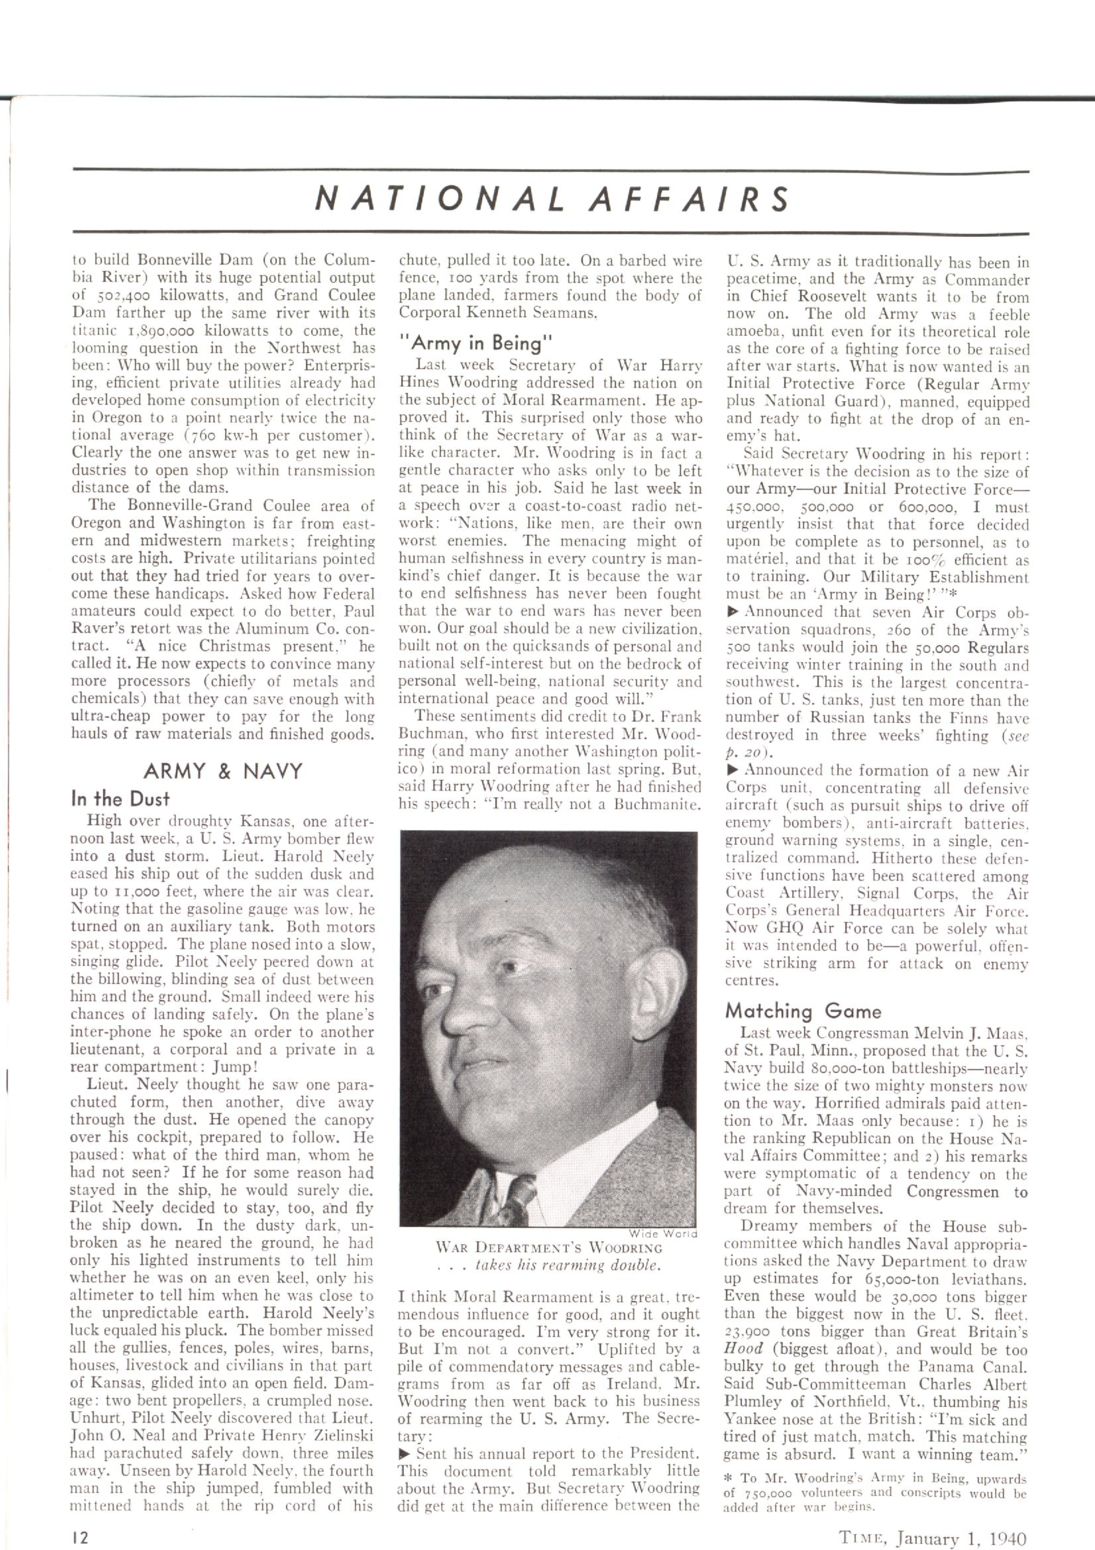 NATIONAL AFFAIRS
to build Bonneville Dam (on the Colum-
bia River) with its huge potential output
of 502,400 kilowatts, and Grand Coulee
Dam farther up the same river with its
titanic 1,890,000 kilowatts to come, the
looming question in the Northwest has
been: Who will buy the power? Enterpris-
ing, efficient private utilities already had
developed home consumption of electricity
in Oregon to a point nearly twice the na-
tional average (760 kw-h per customer).
Clearly the one answer was to get new in-
dustries to open shop within transmission
distance of the dams.
The Bonneville-Grand Coulee area of
Oregon and Washington is far from east-
ern and midwestern markets; freighting
costs are high. Private utilitarians pointed
out that they had tried for years to over-
come these handicaps. Asked how Federal
amateurs could expect to do better, Paul
Raver's retort was the Aluminum Co. con-
tract. "A nice Christmas present," he
called it. He now expects to convince many
more processors (chiefly of metals and
chemicals) that they can save enough with
ultra-cheap power to pay for the long
hauls of raw materials and finished goods.
ARMY & NAVY
In the Dust
High over droughty Kansas, one after-
noon last week, a U. S. Army bomber flew
into a dust storm. Lieut. Harold Neely
eased his ship out of the sudden dusk and
up to 11,000 feet, where the air was clear.
Noting that the gasoline gauge was low, he
turned on an auxiliary tank. Both motors
spat, stopped. The plane nosed into a slow,
singing glide. Pilot Neely peered down at
the billowing, blinding sea of dust between
him and the ground. Small indeed were his
chances of landing safely. On the plane's
inter-phone he spoke an order to another
lieutenant, a corporal and a private in a
rear compartment: Jump!
Lieut. Neely thought he saw one para-
chuted form, then another, dive away
through the dust. He opened the canopy
over his cockpit, prepared to follow. He
paused: what of the third man, whom he
had not seen? If he for some reason had
stayed in the ship, he would surely die.
Pilot Neely decided to stay, too, and fly
the ship down. In the dusty dark, un-
broken as he neared the ground, he had
only his lighted instruments to tell him
whether he was on an even keel, only his
altimeter to tell him when he was close to
the unpredictable earth. Harold Neely's
luck equaled his pluck. The bomber missed
all the gullies, fences, poles, wires, barns,
houses, livestock and civilians in that part
of Kansas, glided into an open field. Dam-
age: two bent propellers, a crumpled nose.
Unhurt, Pilot Neely discovered that Lieut.
John O. Neal and Private Henry Zielinski
had parachuted safely down, three miles
away. Unseen by Harold Neely, the fourth
man in the ship jumped, fumbled with
mittened hands at the rip cord of his
chute, pulled it too late. On a barbed wire
fence, 100 yards from the spot where the
plane landed, farmers found the body of
Corporal Kenneth Seamans.
"Army in Being"
Last week Secretary of War Harry
Hines Woodring addressed the nation on
the subject of Moral Rearmament. He ap-
proved it. This surprised only those who
think of the Secretary of War as a war-
like character. Mr. Woodring is in fact a
gentle character who asks only to be left
at peace in his job. Said he last week in
a speech over a coast-to-coast radio net-
work: "Nations, like men, are their own
worst enemies. The menacing might of
human selfishness in every country is man-
kind's chief danger. It is because the war
to end selfishness has never been fought
that the war to end wars has never been
won. Our goal should be a new civilization,
built not on the quicksands of personal and
national self-interest but on the bedrock of
personal well-being, national security and
international peace and good will."
These sentiments did credit to Dr. Frank
Buchman, who first interested Mr. Wood-
ring (and many another Washington polit-
ico) in moral reformation last spring. But,
said Harry Woodring after he had finished
his speech: "I'm really not a Buchmanite.
Wide World
WAR DEPARTMENT'S WOODRING
. . . takes his rearming double.
I think Moral Rearmament is a great, tre-
mendous influence for good, and it ought
to be encouraged. I'm very strong for it.
But I'm not a convert." Uplifted by a
pile of commendatory messages and cable-
grams from as far off as Ireland, Mr.
Woodring then went back to his business
of rearming the U. S. Army. The Secre-
tary:
▶ Sent his annual report to the President.
This document told remarkably little
about the Army. But Secretary Woodring
did get at the main difference between the
U. S. Army as it traditionally has been in
peacetime, and the Army as Commander
in Chief Roosevelt wants it to be from
now on. The old Army was a feeble
amoeba, unfit even for its theoretical role
as the core of a fighting force to be raised
after war starts. What is now wanted is an
Initial Protective Force (Regular Army
plus National Guard), manned, equipped
and ready to fight at the drop of an en-
emy's hat.
Said Secretary Woodring in his report:
"Whatever is the decision as to the size of
our Army—our Initial Protective Force—
450,000, 500,000 or 600,000, I must
urgently insist that that force decided
upon be complete as to personnel, as to
matériel, and that it be 100% efficient as
to training. Our Military Establishment
must be an 'Army in Being!' "*
▶ Announced that seven Air Corps ob-
servation squadrons, 260 of the Army's
500 tanks would join the 50,000 Regulars
receiving winter training in the south and
southwest. This is the largest concentra-
tion of U. S. tanks, just ten more than the
number of Russian tanks the Finns have
destroyed in three weeks' fighting (see
p. 20).
▶ Announced the formation of a new Air
Corps unit, concentrating all defensive
aircraft (such as pursuit ships to drive off
enemy bombers), anti-aircraft batteries,
ground warning systems, in a single, cen-
tralized command. Hitherto these defen-
sive functions have been scattered among
Coast Artillery, Signal Corps, the Air
Corps's General Headquarters Air Force.
Now GHQ Air Force can be solely what
it was intended to be—a powerful, offen-
sive striking arm for attack on enemy
centres.
Matching Game
Last week Congressman Melvin J. Maas,
of St. Paul, Minn., proposed that the U. S.
Navy build 80,000-ton battleships—nearly
twice the size of two mighty monsters now
on the way. Horrified admirals paid atten-
tion to Mr. Maas only because: 1) he is
the ranking Republican on the House Na-
val Affairs Committee; and 2) his remarks
were symptomatic of a tendency on the
part of Navy-minded Congressmen to
dream for themselves.
Dreamy members of the House sub-
committee which handles Naval appropria-
tions asked the Navy Department to draw
up estimates for 65,000-ton leviathans.
Even these would be 30,000 tons bigger
than the biggest now in the U. S. fleet,
23,900 tons bigger than Great Britain's
Hood (biggest afloat), and would be too
bulky to get through the Panama Canal.
Said Sub-Committeeman Charles Albert
Plumley of Northfield, Vt., thumbing his
Yankee nose at the British: "I'm sick and
tired of just match, match. This matching
game is absurd. I want a winning team."
* To Mr. Woodring's Army in Being, upwards
of 750,000 volunteers and conscripts would be
added after war begins.
12
TIME, January 1, 1940